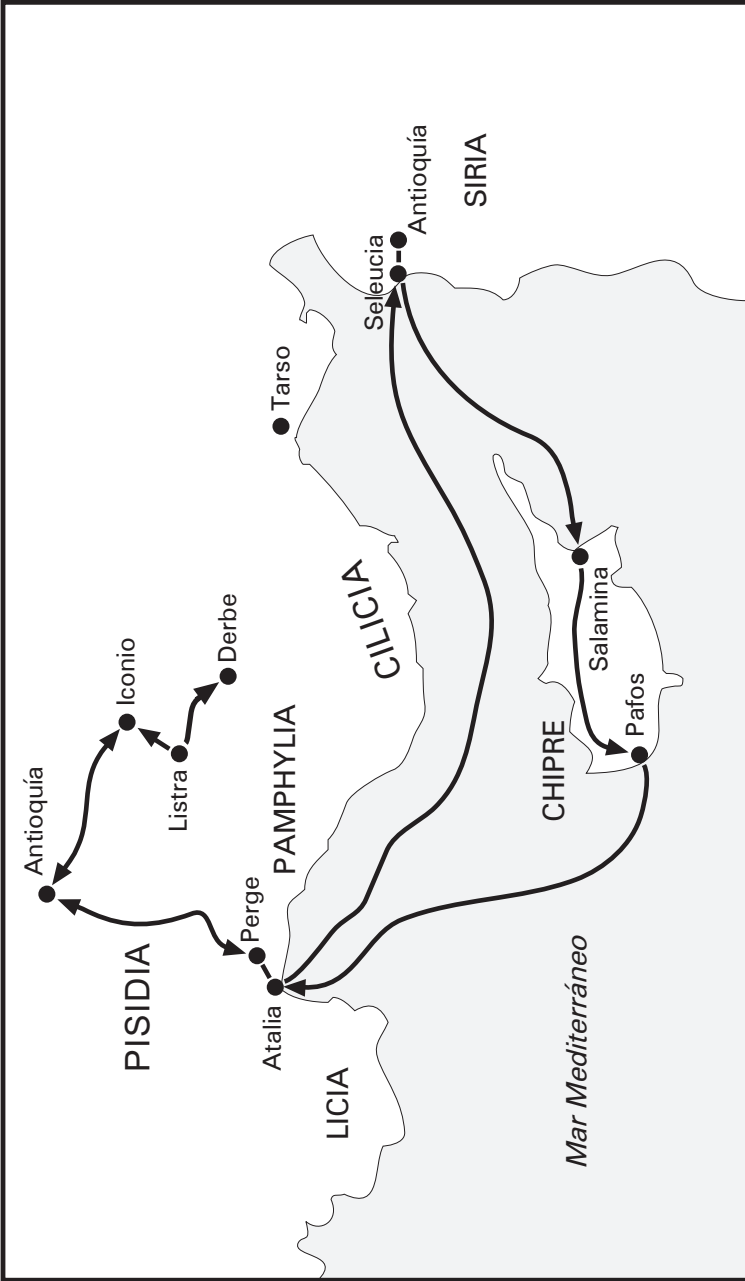 Antioquía
Iconio
Listra
Derbe
PISIDIA
Perge
PAMPHYLIA
Atalia
Tarso
LICIA
CILICIA
Seleucia
Antioquía
SIRIA
CHIPRE
Salamina
Pafos
Mar Mediterráneo